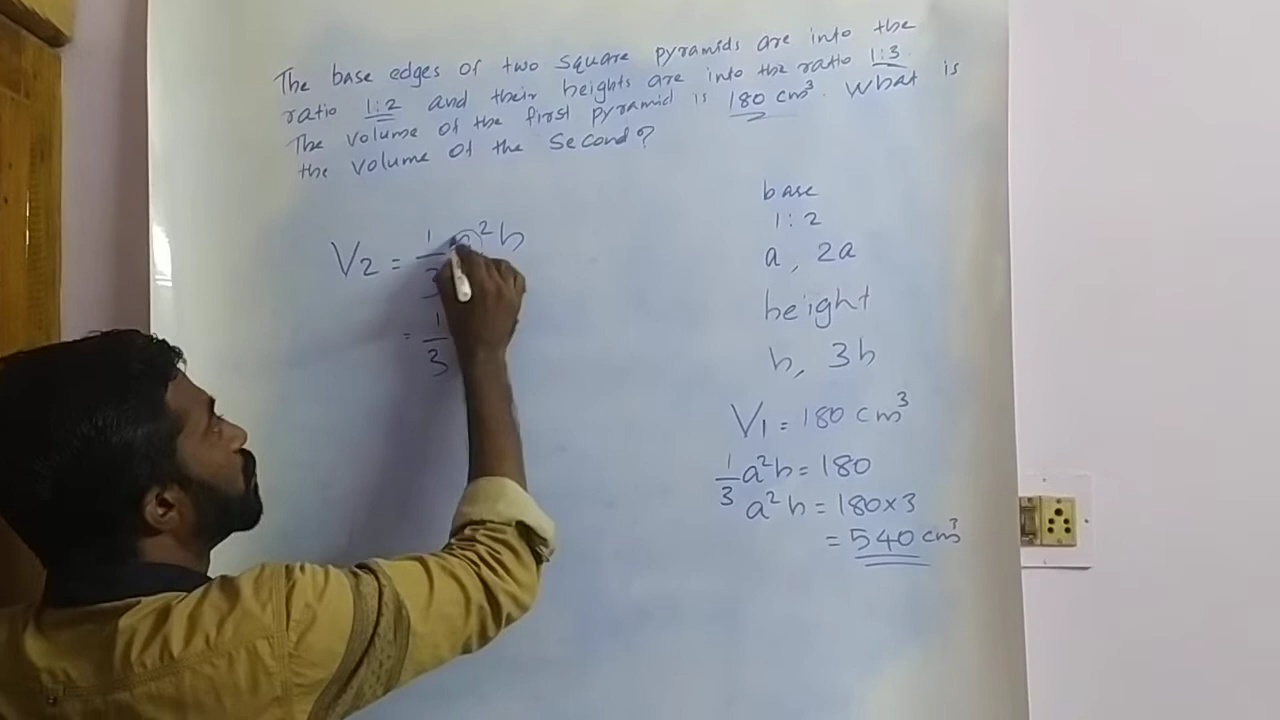 The base edges of two square pyramids are into the
ratio 1:2 and their heights are into the ratio 1:3.
The volume of the first pyramid is 180 cm³. What is
the volume of the second?
base
1:2
a, 2a
height
h, 3h
V₁ = 180 cm³
1/3 a²h = 180
a²h = 180×3
= 540 cm³
V₂ = 1/3 a²h
= 1/3